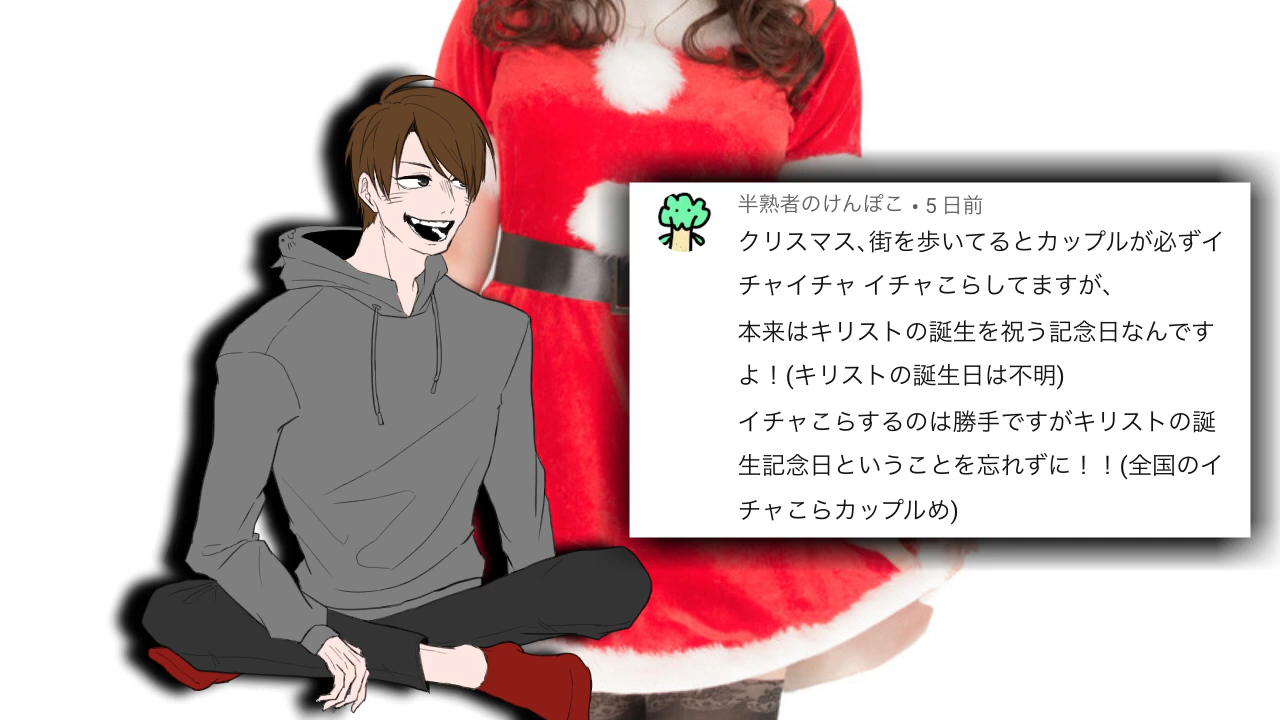 半熟者のけんぽこ • 5 日前
クリスマス､街を歩いてるとカップルが必ずイ
チャイチャ イチャこらしてますが、
本来はキリストの誕生を祝う記念日なんです
よ！(キリストの誕生日は不明)
イチャこらするのは勝手ですがキリストの誕
生記念日ということを忘れずに！！(全国のイ
チャこらカップルめ)